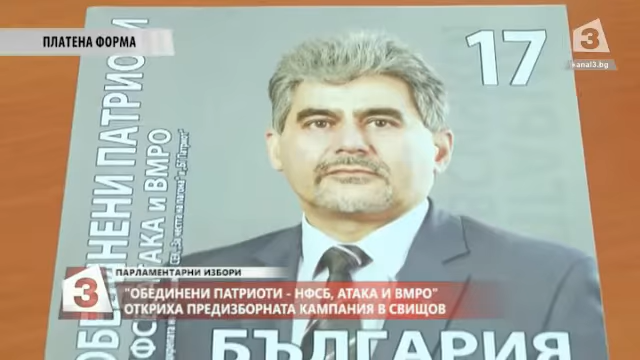 ПЛАТЕНА ФОРМА
17
3
kanal3.bg
ОБЕДИНЕНИ ПАТРИОТИ
АТАКА И ВМРО
ПАРЛАМЕНТАРНИ ИЗБОРИ
3
"ОБЕДИНЕНИ ПАТРИОТИ - НФСБ, АТАКА И ВМРО"
ОТКРИХА ПРЕДИЗБОРНАТА КАМПАНИЯ В СВИЩОВ
БЪЛГАРИЯ